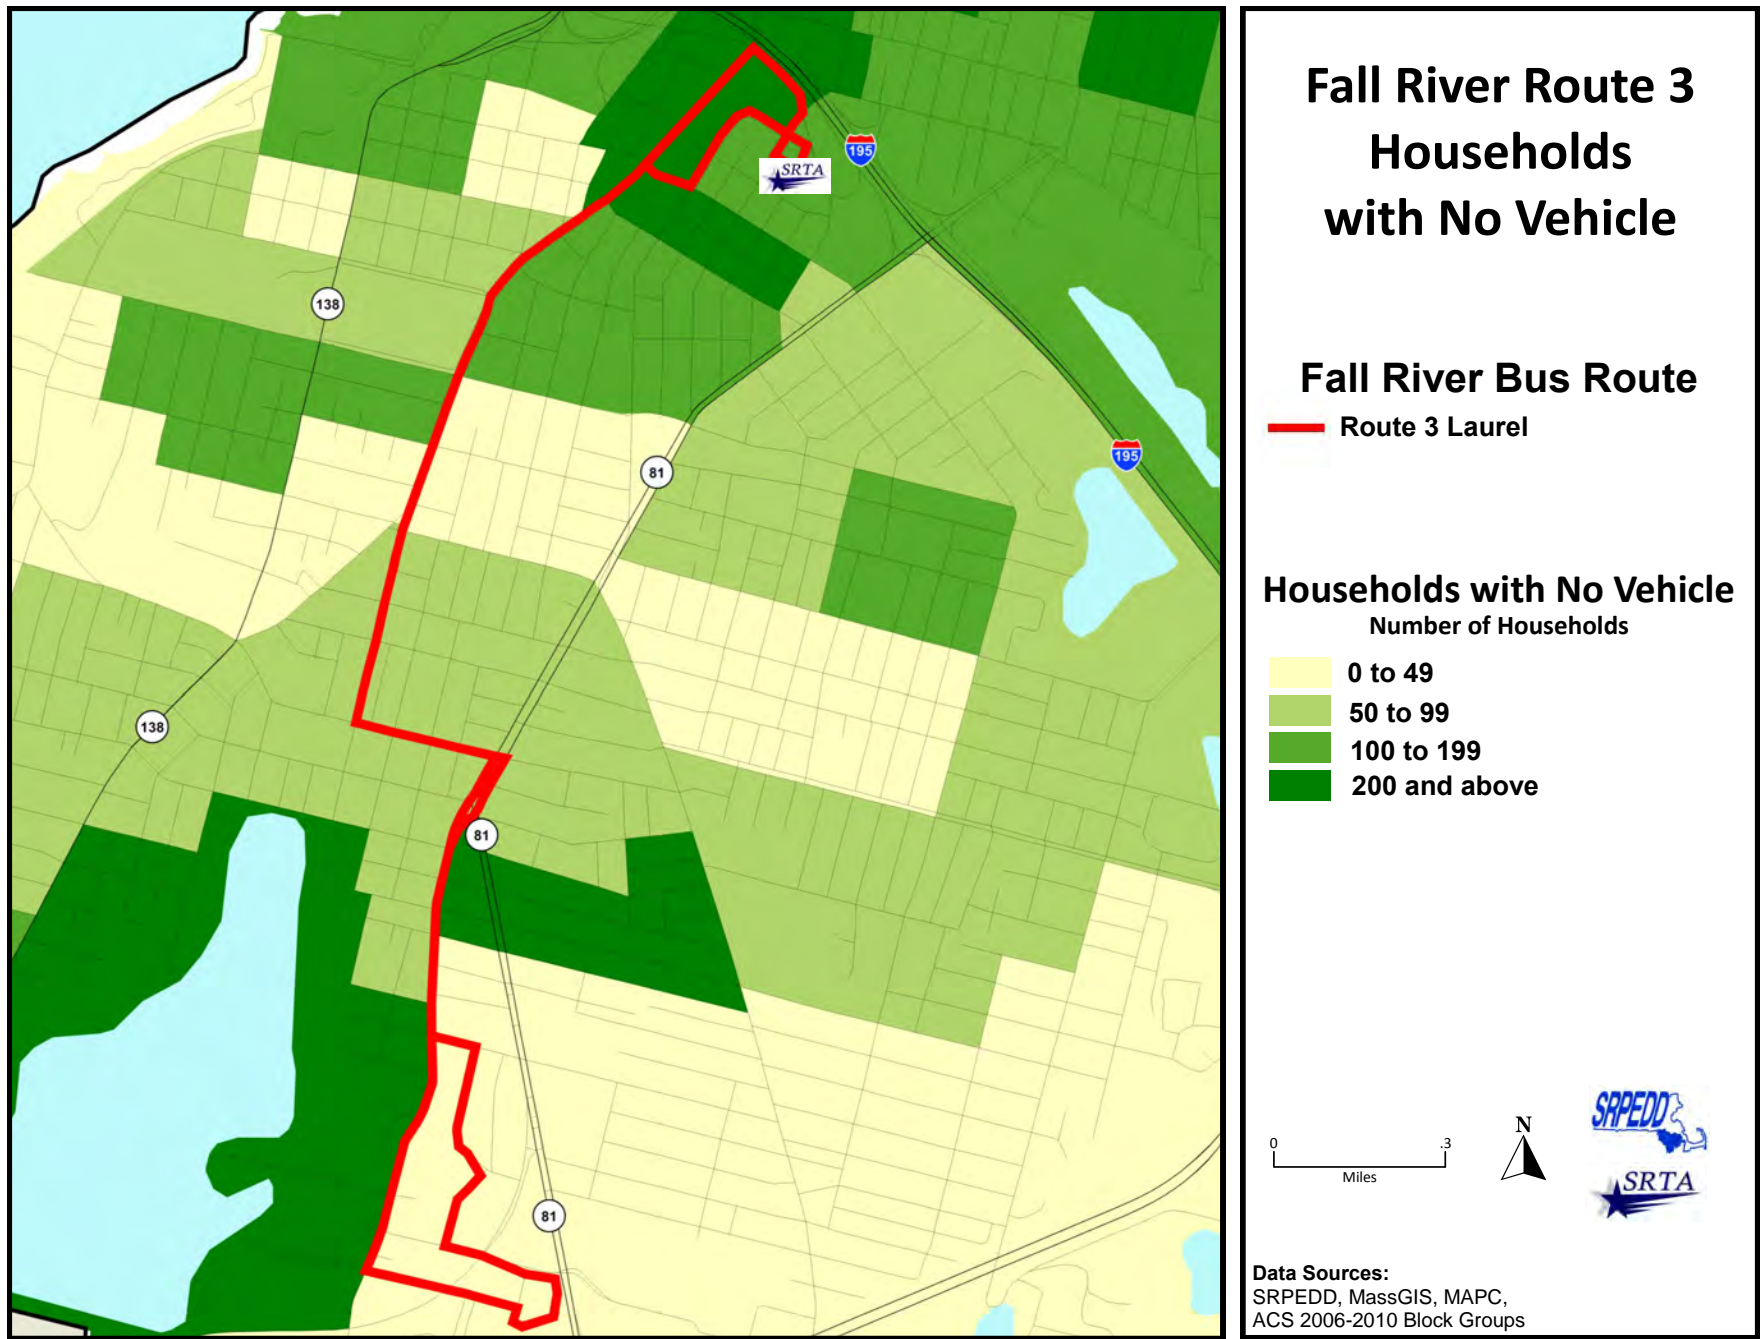 SRTA
195
138
81
195
138
81
81
Fall River Route 3
Households
with No Vehicle
Fall River Bus Route
Route 3 Laurel
Households with No Vehicle
Number of Households
0 to 49
50 to 99
100 to 199
200 and above
0 .3
Miles
N
SRPEDD
SRTA
Data Sources:
SRPEDD, MassGIS, MAPC,
ACS 2006-2010 Block Groups